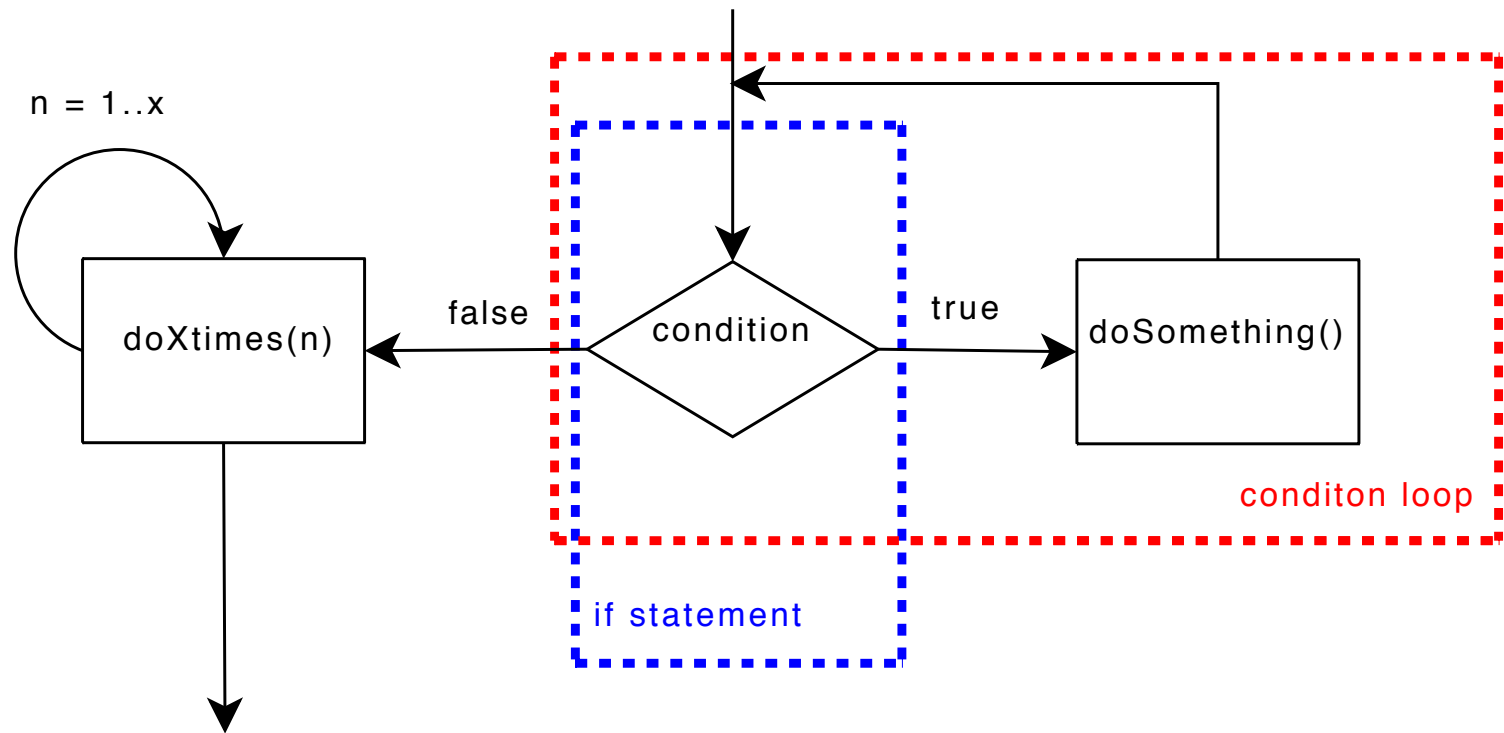 n = 1..x
false
true
condition
doXtimes(n)
doSomething()
conditon loop
if statement